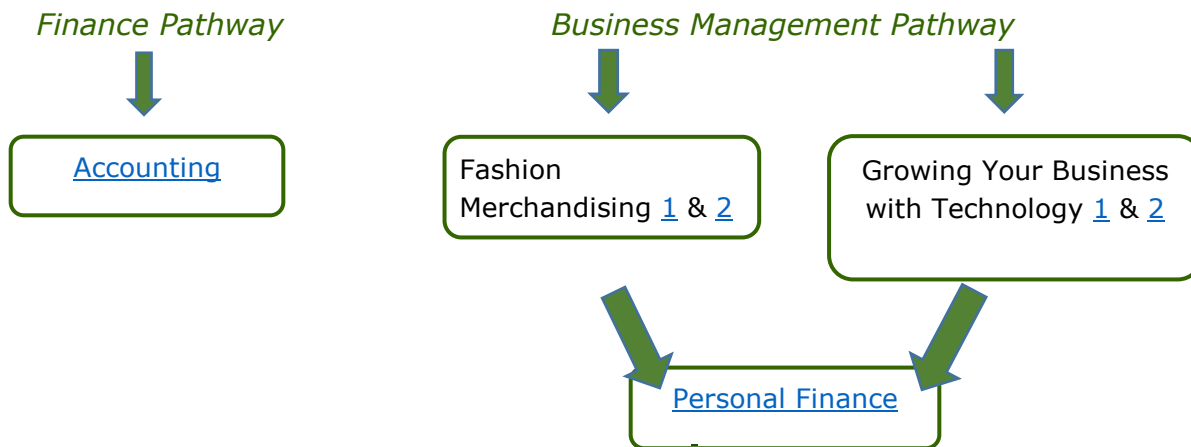 Finance Pathway
Business Management Pathway
Accounting
Fashion
Merchandising 1 & 2
Growing Your Business
with Technology 1 & 2
Personal Finance